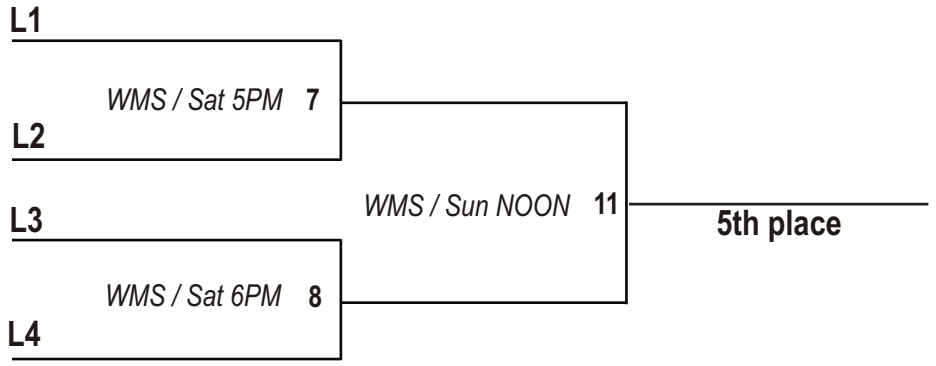 L1
WMS / Sat 5PM 7
L2
WMS / Sun NOON 11
L3
5th place
WMS / Sat 6PM 8
L4